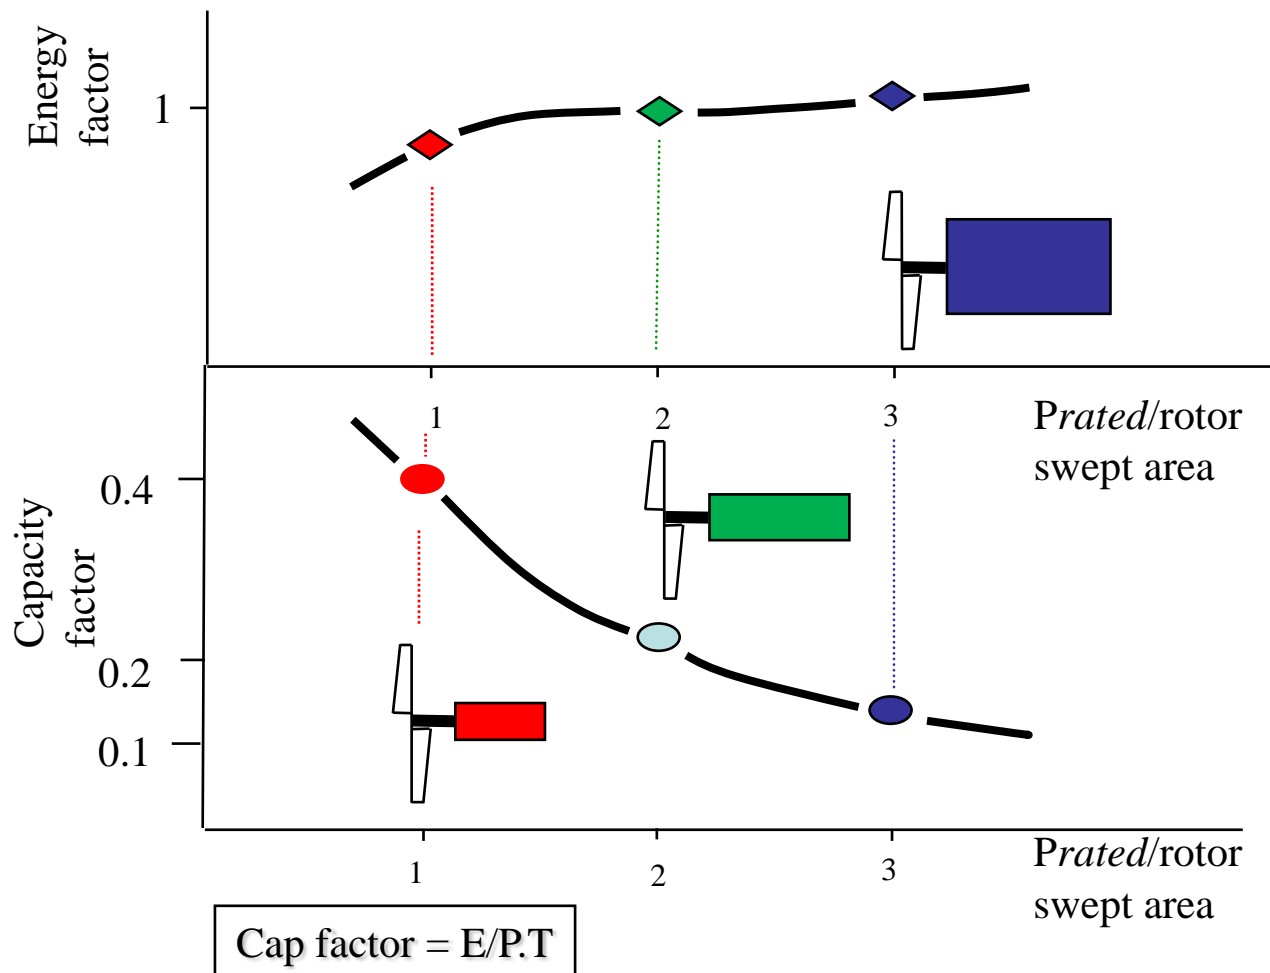 Energy
factor
1
1
2
3
Prated/rotor
swept area
Capacity
factor
0.4
0.2
0.1
1
2
3
Prated/rotor
swept area
Cap factor = E/P.T